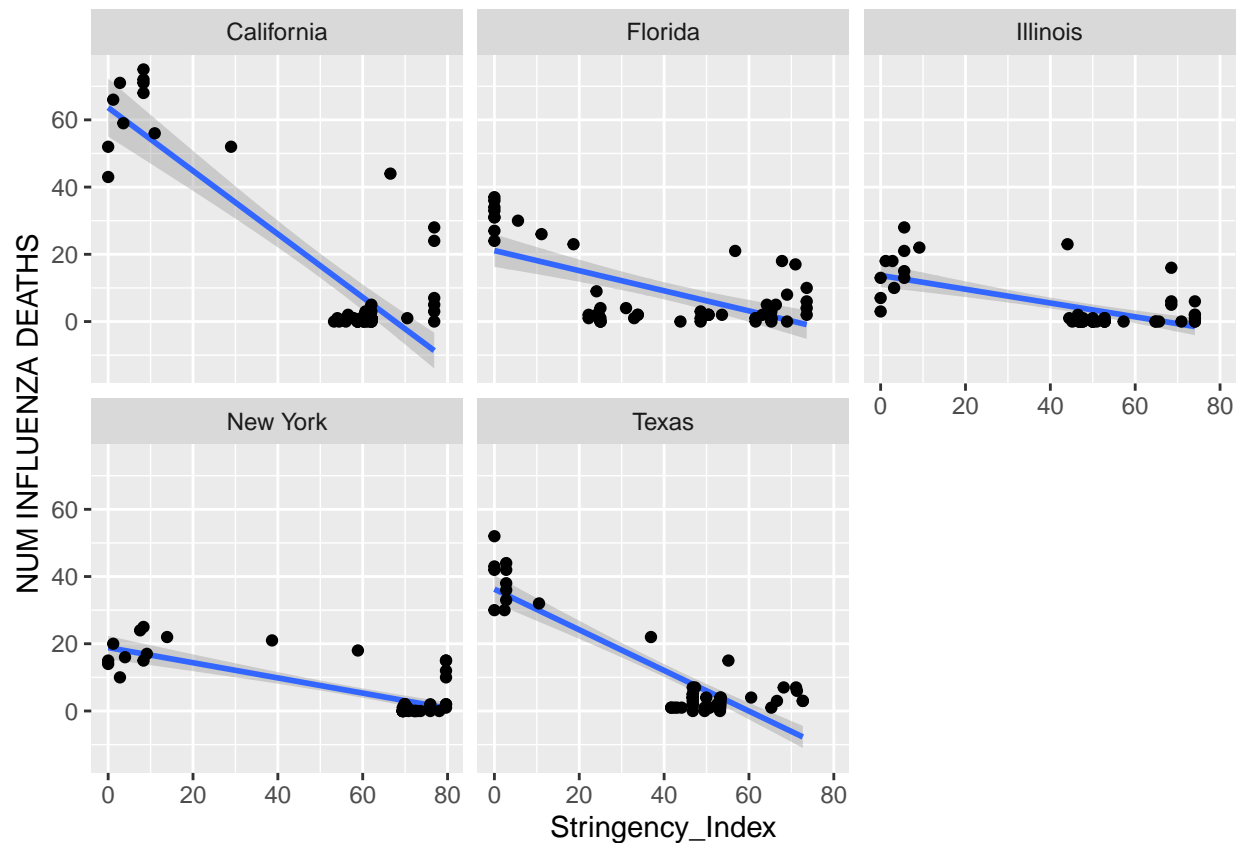 California
Florida
Illinois
60
40
20
0
0 20 40 60 80
New York
Texas
60
40
20
0
0 20 40 60 80
0 20 40 60 80
NUM INFLUENZA DEATHS
Stringency_Index